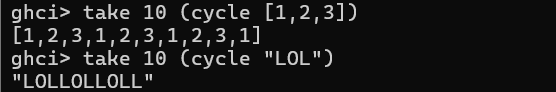 ghci> take 10 (cycle [1,2,3])
[1,2,3,1,2,3,1,2,3,1]
ghci> take 10 (cycle "LOL")
"LOLLOLLOLL"